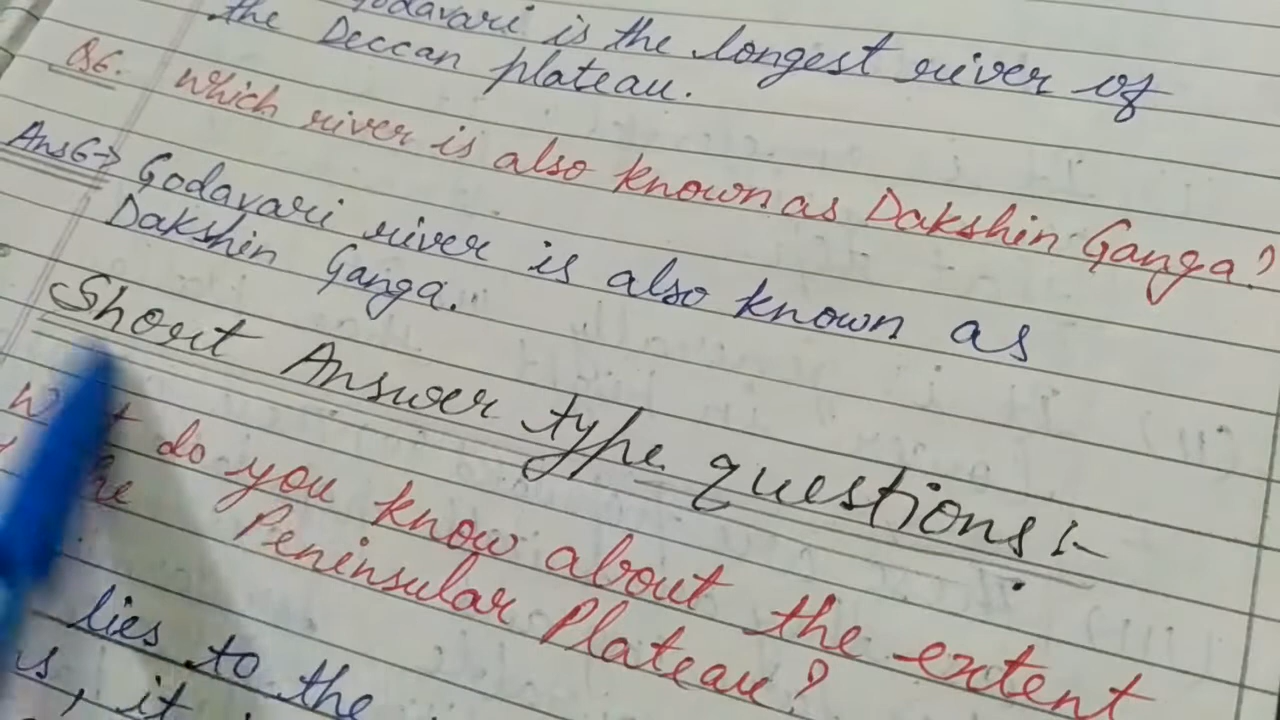 Godavari is the longest river of
the Deccan plateau.
Q6. Which river is also known as Dakshin Ganga?
Ans6→ Godavari river is also known as
Dakshin Ganga.
Short Answer type questions:-
do you know about the extent
Peninsular Plateau?
lies to the
, it